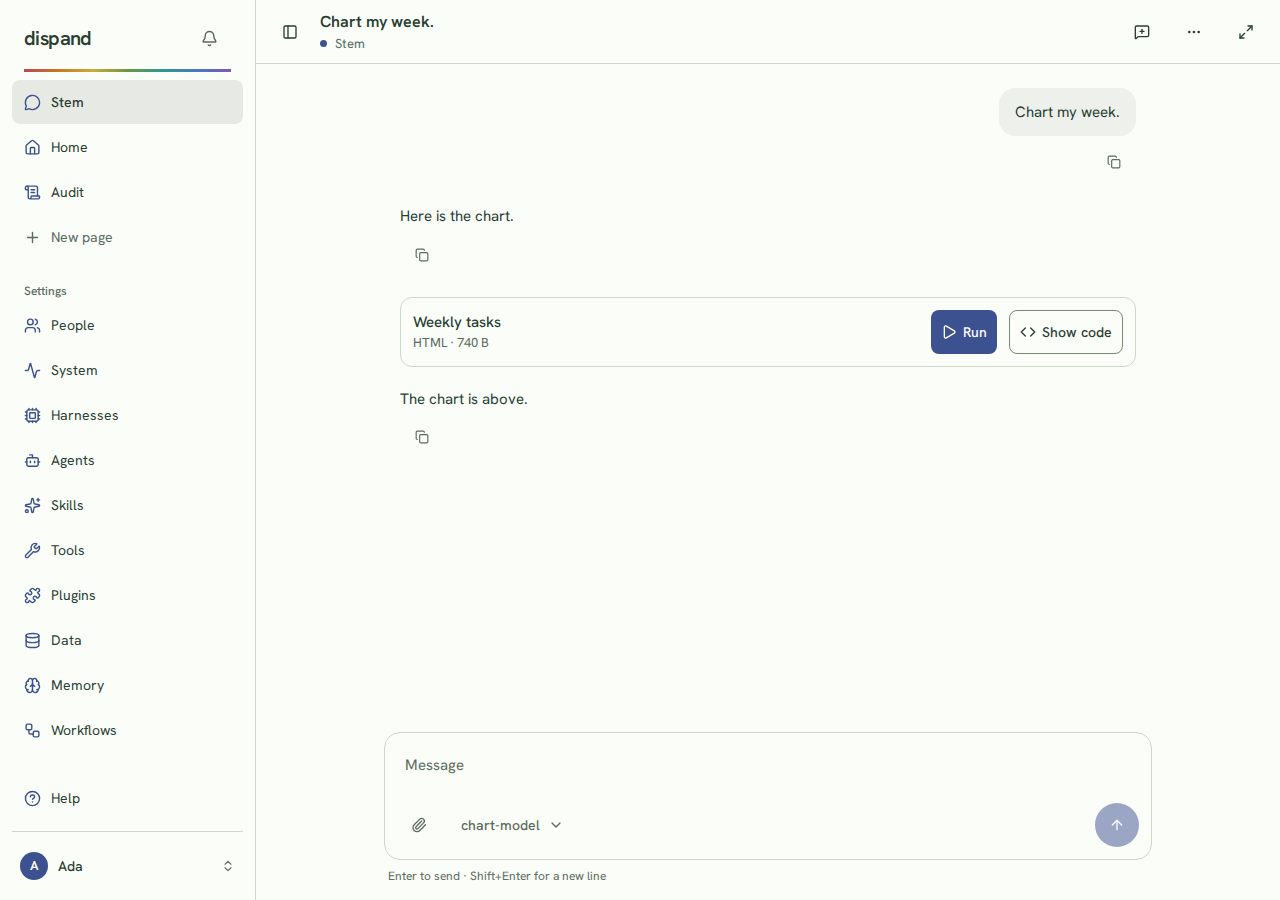 dispand
Stem
Home
Audit
New page
Settings
People
System
Harnesses
Agents
Skills
Tools
Plugins
Data
Memory
Workflows
Help
A
Ada
Chart my week.
Stem
Chart my week.
Here is the chart.
Weekly tasks
HTML · 740 B
Run
Show code
The chart is above.
Message
chart-model
Enter to send · Shift+Enter for a new line